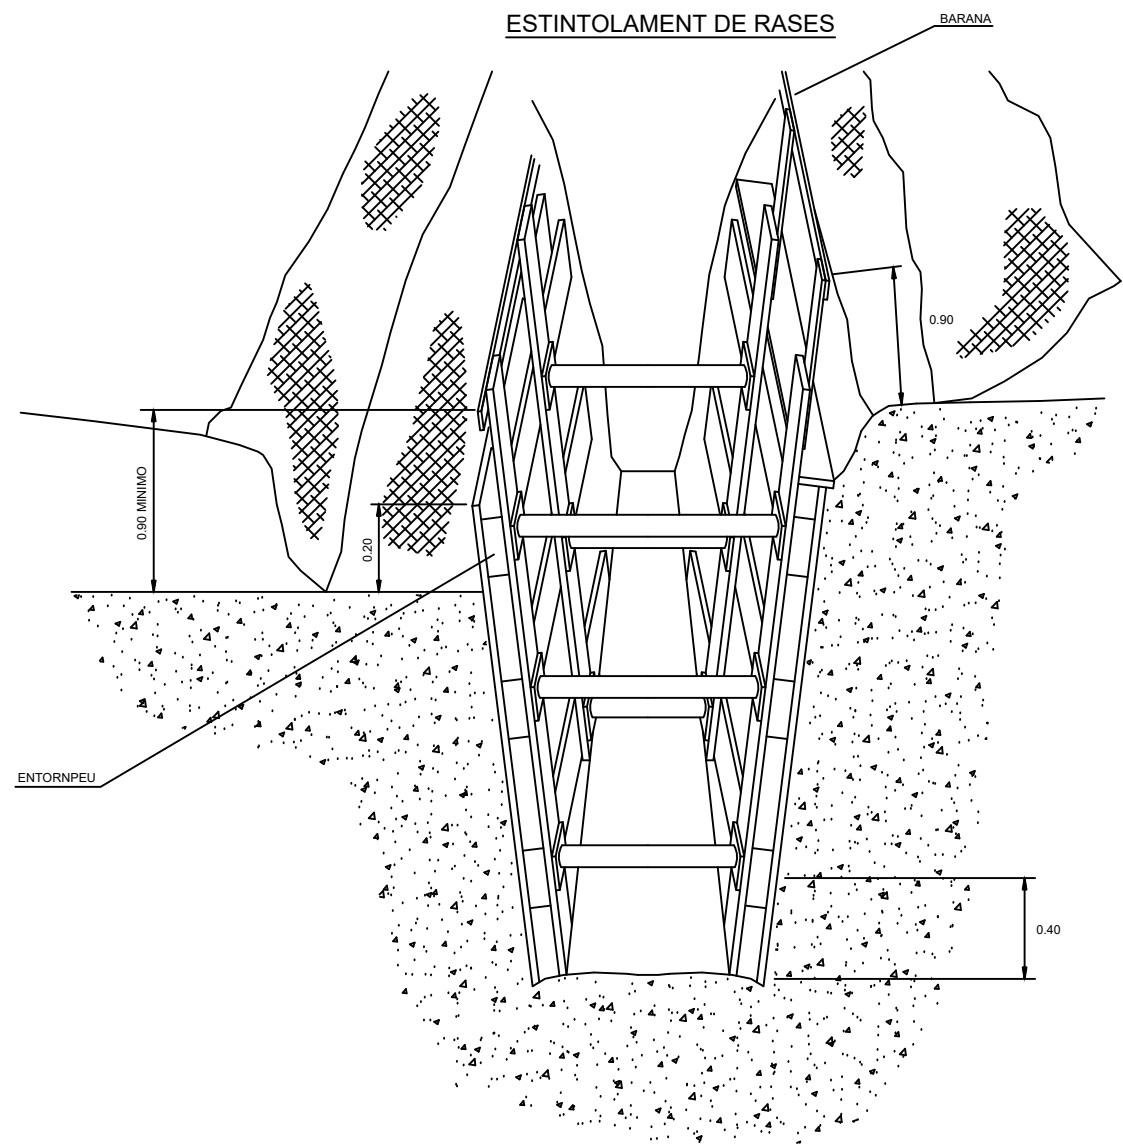 ESTINTOLAMENT DE RASES
BARANA
0.90
0.90 MINIMO
0.20
ENTORNPEU
0.40